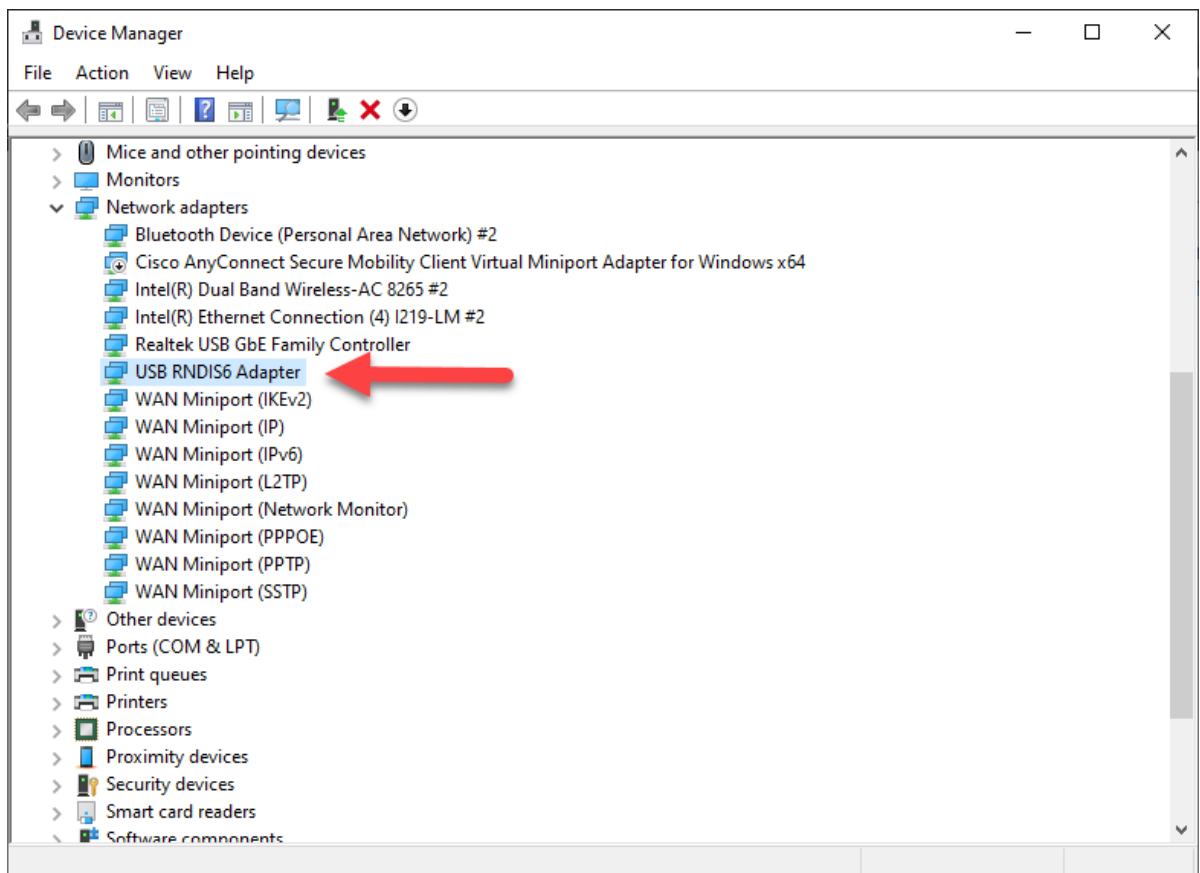 Device Manager
File Action View Help
Mice and other pointing devices
Monitors
Network adapters
Bluetooth Device (Personal Area Network) #2
Cisco AnyConnect Secure Mobility Client Virtual Miniport Adapter for Windows x64
Intel(R) Dual Band Wireless-AC 8265 #2
Intel(R) Ethernet Connection (4) I219-LM #2
Realtek USB GbE Family Controller
USB RNDIS6 Adapter
WAN Miniport (IKEv2)
WAN Miniport (IP)
WAN Miniport (IPv6)
WAN Miniport (L2TP)
WAN Miniport (Network Monitor)
WAN Miniport (PPPOE)
WAN Miniport (PPTP)
WAN Miniport (SSTP)
Other devices
Ports (COM & LPT)
Print queues
Printers
Processors
Proximity devices
Security devices
Smart card readers
Software components